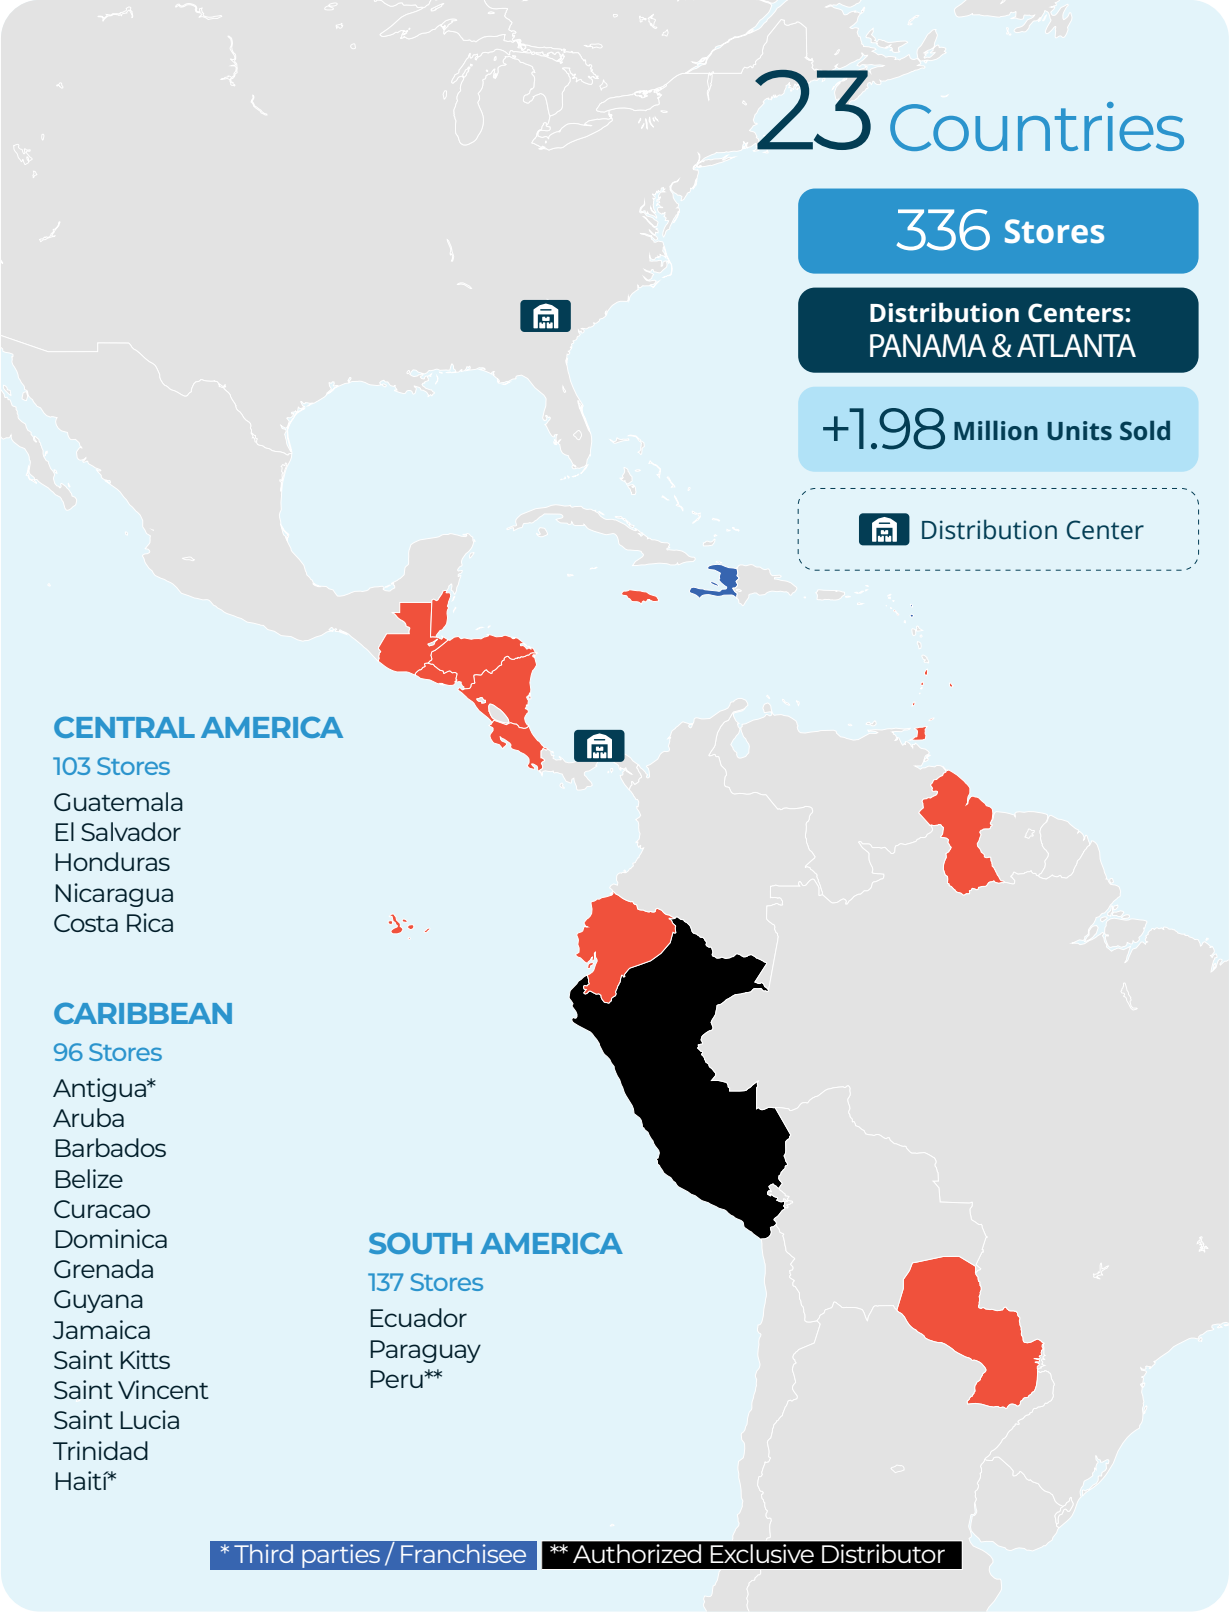 23 Countries
336 Stores
Distribution Centers:
PANAMA & ATLANTA
+1.98 Million Units Sold
Distribution Center
CENTRAL AMERICA
103 Stores
Guatemala
El Salvador
Honduras
Nicaragua
Costa Rica
CARIBBEAN
96 Stores
Antigua*
Aruba
Barbados
Belize
Curacao
Dominica
Grenada
Guyana
Jamaica
Saint Kitts
Saint Vincent
Saint Lucia
Trinidad
Haití*
SOUTH AMERICA
137 Stores
Ecuador
Paraguay
Peru**
* Third parties / Franchisee
** Authorized Exclusive Distributor